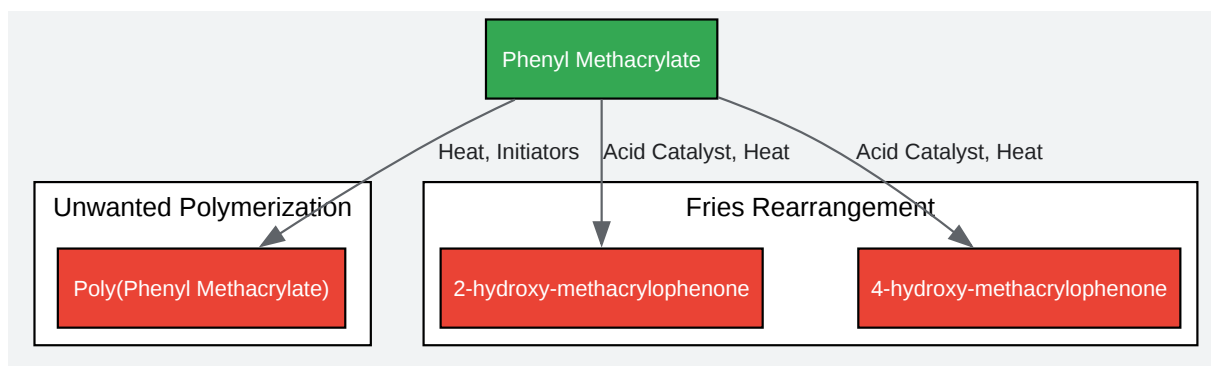 Phenyl Methacrylate
Heat, Initiators
Acid Catalyst, Heat
Acid Catalyst, Heat
Unwanted Polymerization
Fries Rearrangement
Poly(Phenyl Methacrylate)
2-hydroxy-methacrylophenone
4-hydroxy-methacrylophenone